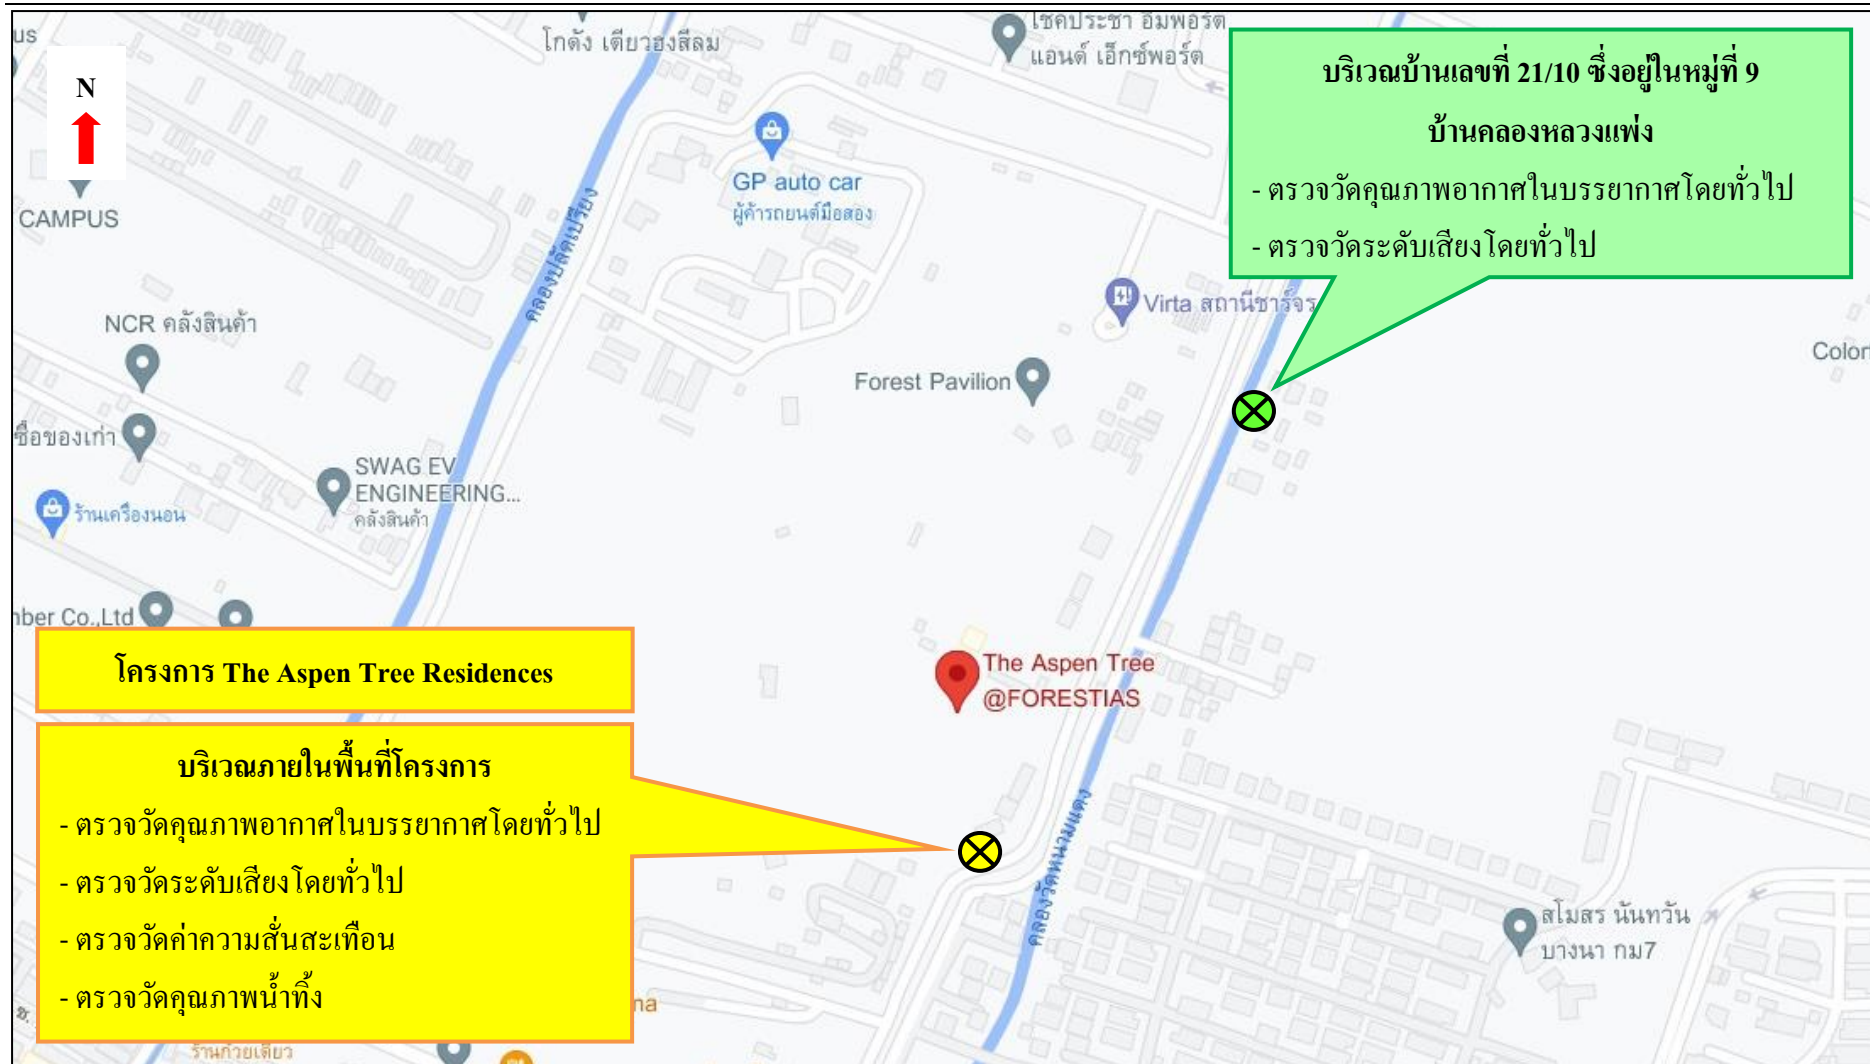 us
โกดัง เตียวฮงสีลม
โชคประชา อิมพอร์ต
แอนด์ เอ็กซ์พอร์ต
บริเวณบ้านเลขที่ 21/10 ซึ่งอยู่ในหมู่ที่ 9
บ้านคลองหลวงแพ่ง
- ตรวจวัดคุณภาพอากาศในบรรยากาศโดยทั่วไป
- ตรวจวัดระดับเสียงโดยทั่วไป
N
CAMPUS
GP auto car
ผู้ค้ารถยนต์มือสอง
คลองปลัดเปรียง
NCR คลังสินค้า
Virta สถานีชาร์จร
Forest Pavilion
Color
ซื้อของเก่า
SWAG EV
ENGINEERING...
คลังสินค้า
ร้านเครื่องนอน
nber Co.,Ltd
โครงการ The Aspen Tree Residences
The Aspen Tree
@FORESTIAS
บริเวณภายในพื้นที่โครงการ
- ตรวจวัดคุณภาพอากาศในบรรยากาศโดยทั่วไป
- ตรวจวัดระดับเสียงโดยทั่วไป
- ตรวจวัดค่าความสั่นสะเทือน
- ตรวจวัดคุณภาพน้ำทิ้ง
คลองวัดหนามแดง
สโมสร นันทวัน
บางนา กม7
na
ซ.
ร้านก๋วยเตี๋ยว